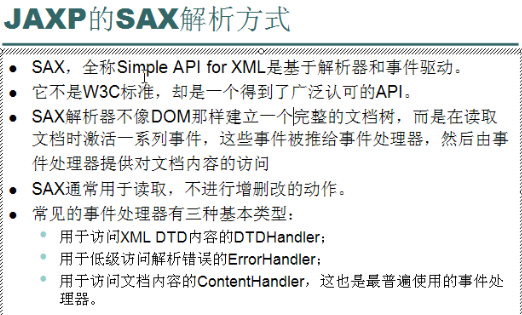 JAXP的SAX解析方式
SAX，全称Simple API for XML是基于解析器和事件驱动。
它不是W3C标准，却是一个得到了广泛认可的API。
SAX解析器不像DOM那样建立一个完整的文档树，而是在读取
文档时激活一系列事件，这些事件被推给事件处理器，然后由事
件处理器提供对文档内容的访问
SAX通常用于读取，不进行增删改的动作。
常见的事件处理器有三种基本类型：
用于访问XML DTD内容的DTDHandler；
用于低级访问解析错误的ErrorHandler；
用于访问文档内容的ContentHandler，这也是最普遍使用的事件处
理器。